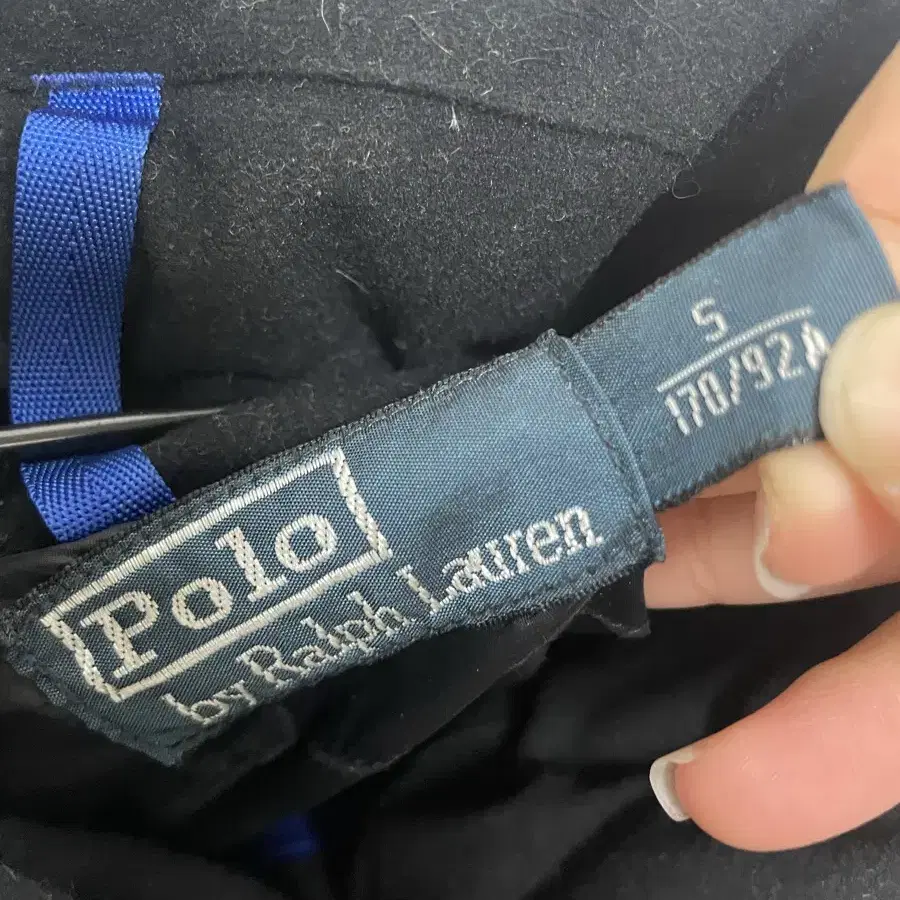 Polo
by Ralph Lauren
S
170/92A